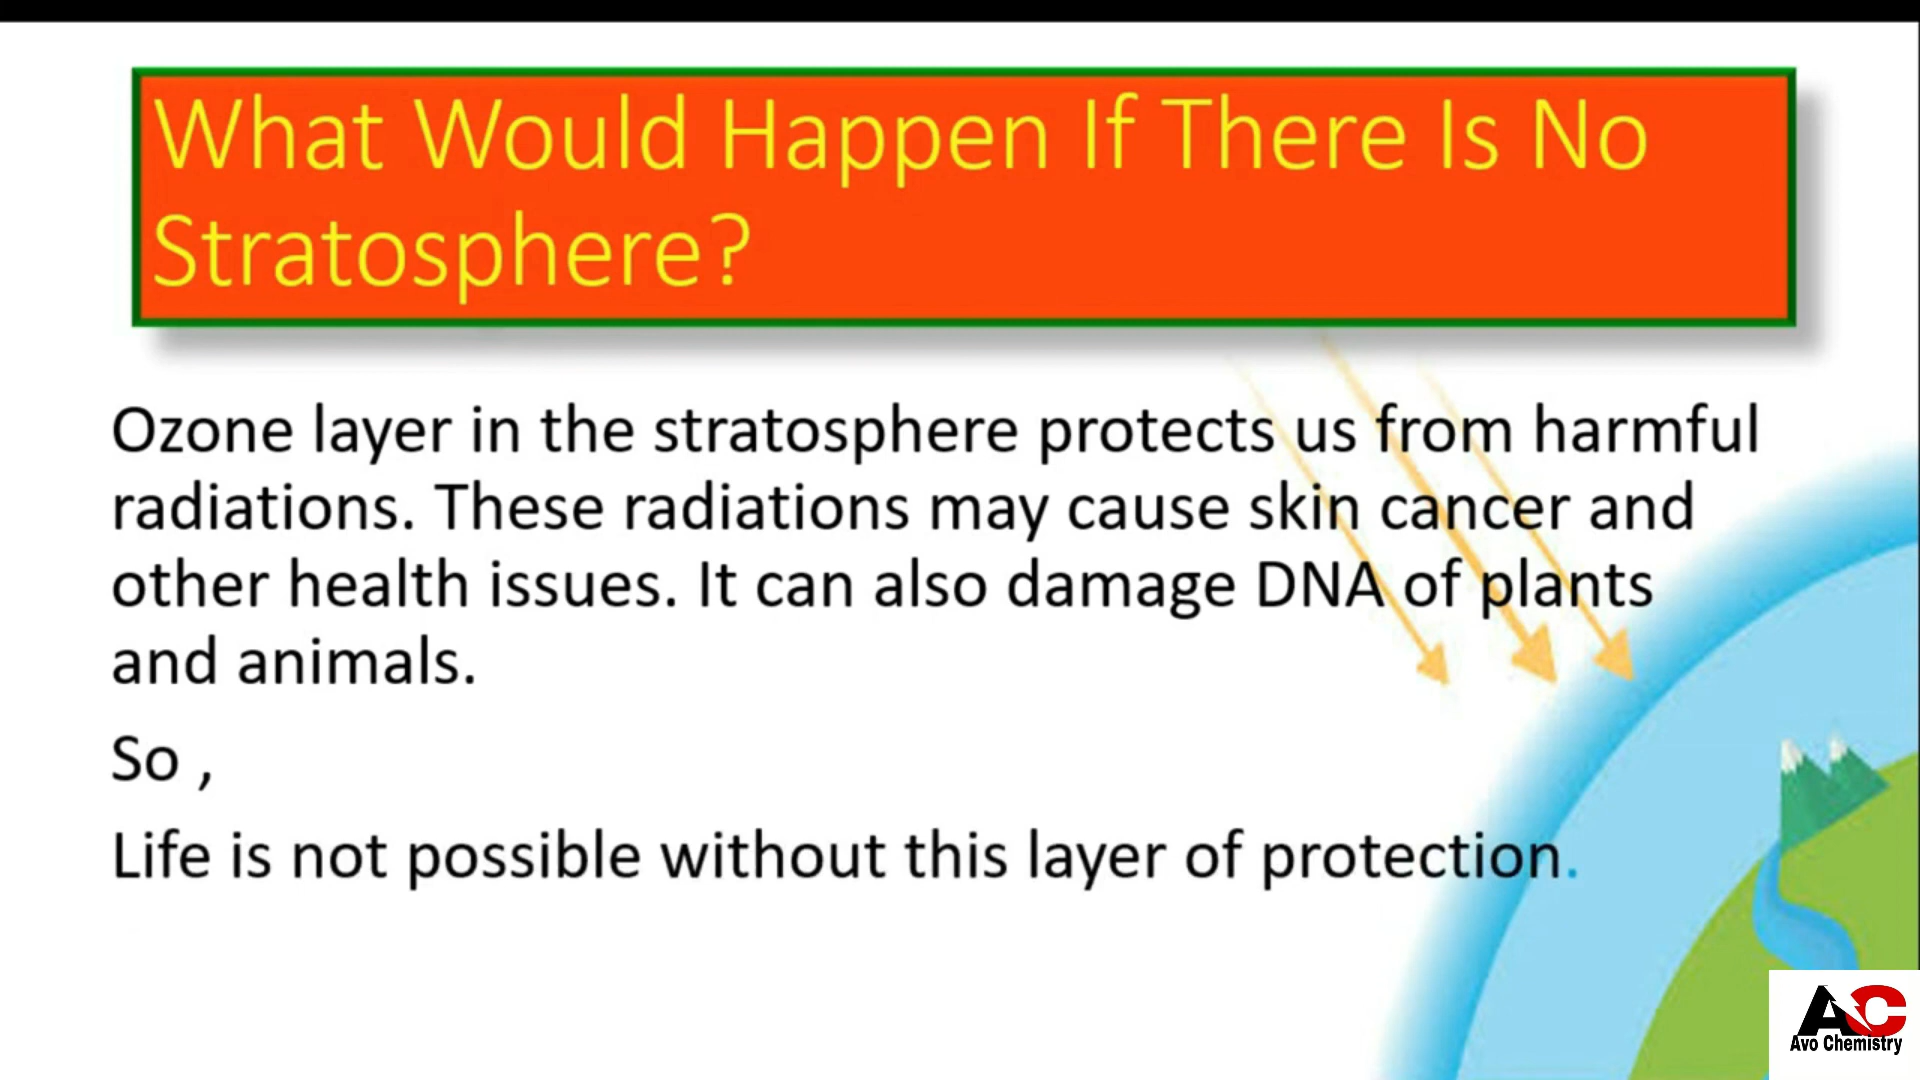 What Would Happen If There Is No
Stratosphere?
Ozone layer in the stratosphere protects us from harmful
radiations. These radiations may cause skin cancer and
other health issues. It can also damage DNA of plants
and animals.
So ,
Life is not possible without this layer of protection.
AC
Avo Chemistry